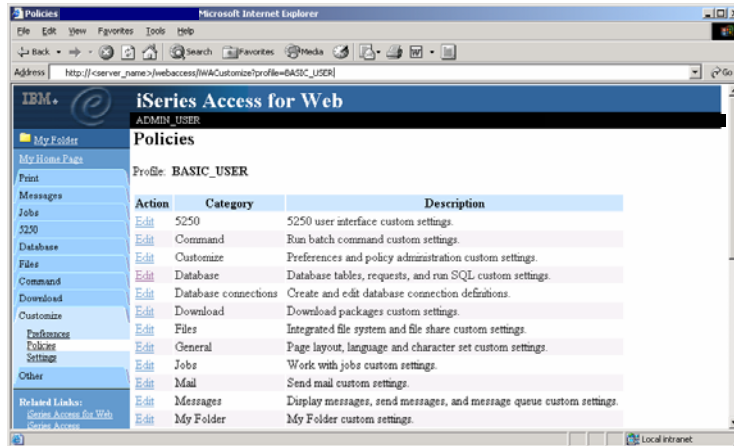 Policies
Microsoft Internet Explorer
File Edit View Favorites Tools Help
Back Search Favorites Media
Address http://<server_name>/webaccess/iWACustomize?profile=BASIC_USER Go
IBM
iSeries Access for Web
ADMIN_USER
My Folder
My Home Page
Print
Messages
Jobs
5250
Database
Files
Command
Download
Customize
Preferences
Policies
Settings
Other
Related Links:
iSeries Access for Web
iSeries Access
Policies
Profile: BASIC_USER
Action Category Description
Edit 5250 5250 user interface custom settings.
Edit Command Run batch command custom settings.
Edit Customize Preferences and policy administration custom settings.
Edit Database Database tables, requests, and run SQL custom settings.
Edit Database connections Create and edit database connection definitions.
Edit Download Download packages custom settings.
Edit Files Integrated file system and file share custom settings.
Edit General Page layout, language and character set custom settings.
Edit Jobs Work with jobs custom settings.
Edit Mail Send mail custom settings.
Edit Messages Display messages, send messages, and message queue custom settings.
Edit My Folder My Folder custom settings.
Local intranet